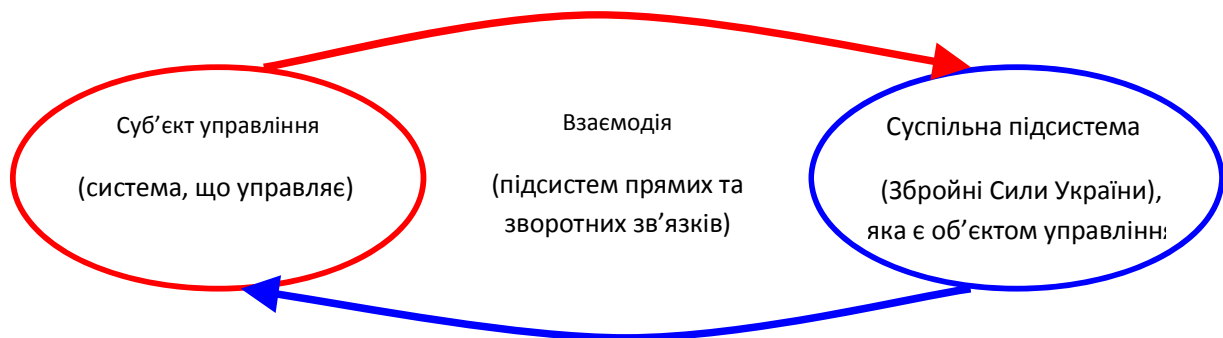 Суб’єкт управління
(система, що управляє)
Взаємодія
(підсистем прямих та
зворотних зв’язків)
Суспільна підсистема
(Збройні Сили України),
яка є об’єктом управління